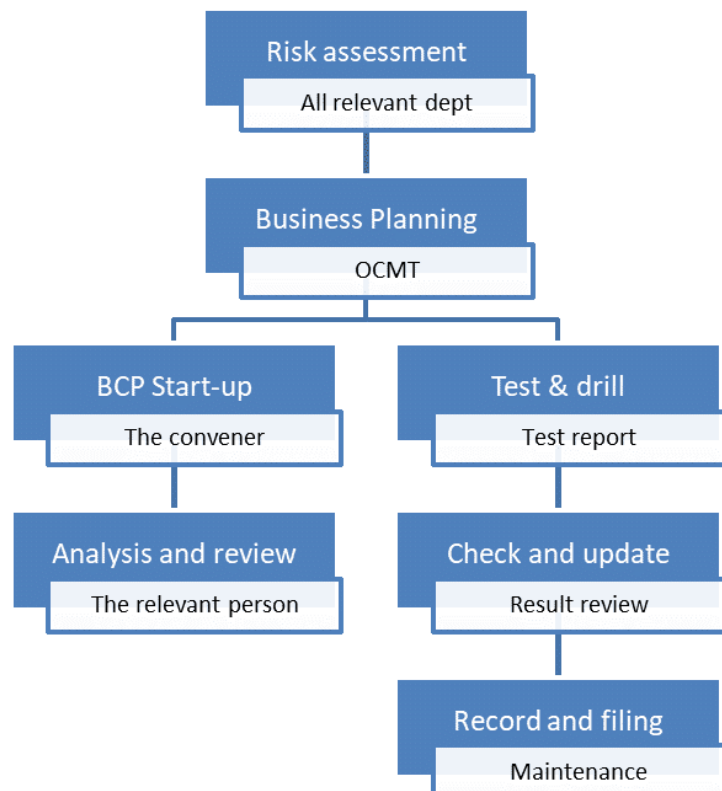 Risk assessment
All relevant dept
Business Planning
OCMT
BCP Start-up
The convener
Test & drill
Test report
Analysis and review
The relevant person
Check and update
Result review
Record and filing
Maintenance